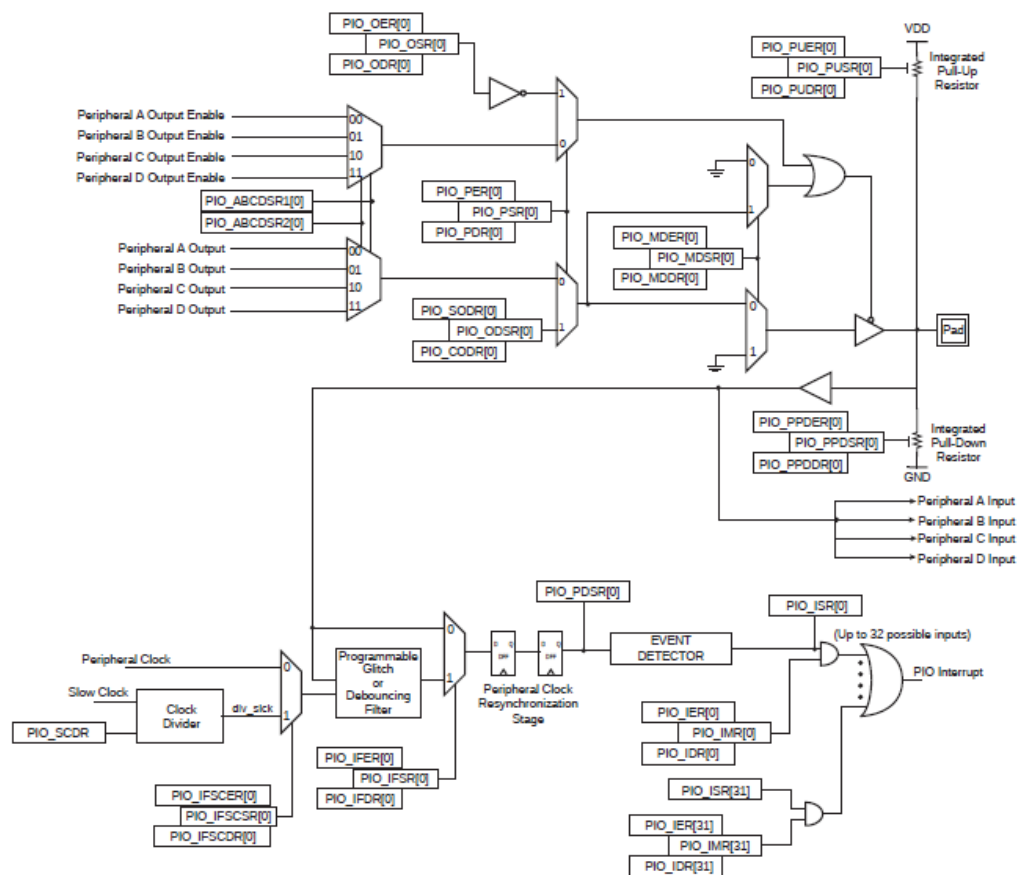 PIO_OER[0]
PIO_OSR[0]
PIO_ODR[0]
VDD
PIO_PUER[0]
PIO_PUSR[0]
PIO_PUDR[0]
Integrated
Pull-Up
Resistor
1
0
Peripheral A Output Enable
Peripheral B Output Enable
Peripheral C Output Enable
Peripheral D Output Enable
00
01
10
11
PIO_ABCDSR1[0]
PIO_ABCDSR2[0]
PIO_PER[0]
PIO_PSR[0]
PIO_PDR[0]
0
1
PIO_MDER[0]
PIO_MDSR[0]
PIO_MDDR[0]
Peripheral A Output
Peripheral B Output
Peripheral C Output
Peripheral D Output
00
01
10
11
0
1
PIO_SODR[0]
PIO_ODSR[0]
PIO_CODR[0]
0
1
Pad
PIO_PPDER[0]
PIO_PPDSR[0]
PIO_PPDDR[0]
Integrated
Pull-Down
Resistor
GND
Peripheral A Input
Peripheral B Input
Peripheral C Input
Peripheral D Input
PIO_PDSR[0]
PIO_ISR[0]
(Up to 32 possible inputs)
Peripheral Clock
Slow Clock
Clock
Divider
div_slck
PIO_SCDR
0
1
Programmable
Glitch
or
Debouncing
Filter
0
1
D Q
DFF
D Q
DFF
Peripheral Clock
Resynchronization
Stage
EVENT
DETECTOR
PIO Interrupt
PIO_IER[0]
PIO_IMR[0]
PIO_IDR[0]
PIO_IFER[0]
PIO_IFSR[0]
PIO_IFDR[0]
PIO_IFSCER[0]
PIO_IFSCSR[0]
PIO_IFSCDR[0]
PIO_ISR[31]
PIO_IER[31]
PIO_IMR[31]
PIO_IDR[31]